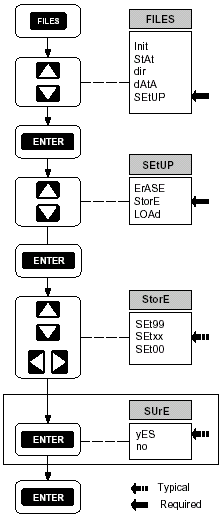 FILES
FILES
Init
StAt
dir
dAtA
SEtUP
ENTER
SEtUP
ErASE
StorE
LOAd
ENTER
StorE
SEt99
SEtxx
SEt00
SUrE
ENTER
yES
no
Typical
Required
ENTER